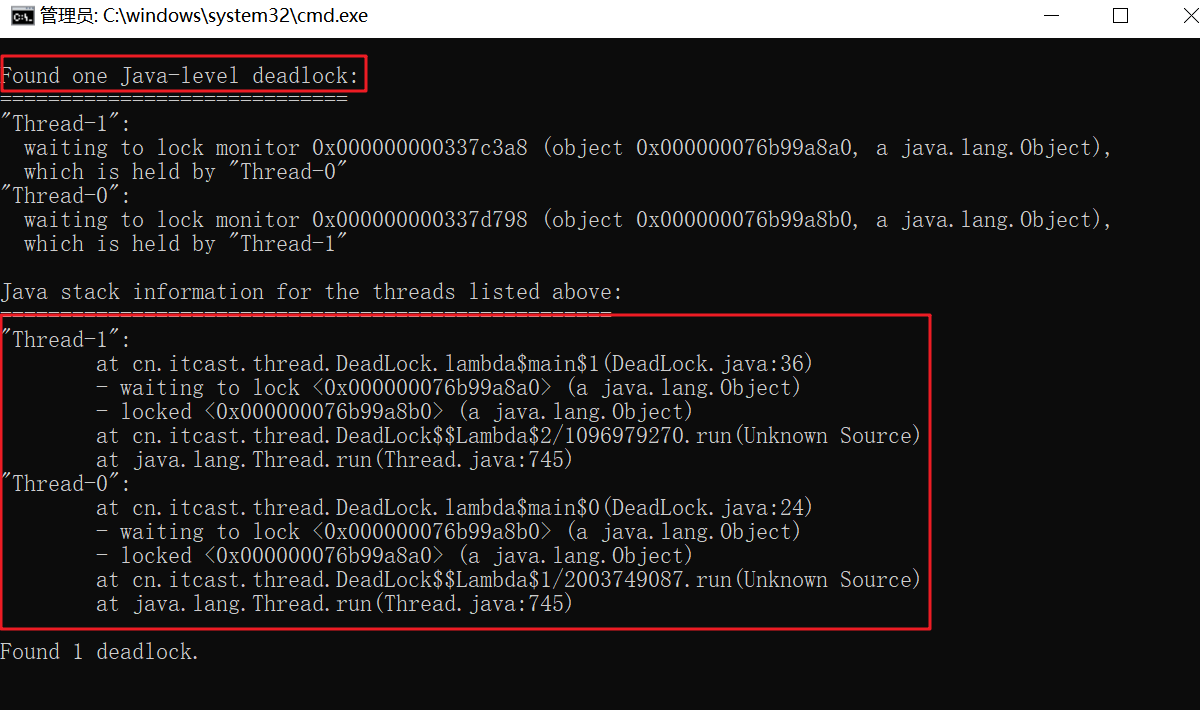 管理员: C:\windows\system32\cmd.exe
Found one Java-level deadlock:
=============================
"Thread-1":
  waiting to lock monitor 0x000000000337c3a8 (object 0x000000076b99a8a0, a java.lang.Object),
  which is held by "Thread-0"
"Thread-0":
  waiting to lock monitor 0x000000000337d798 (object 0x000000076b99a8b0, a java.lang.Object),
  which is held by "Thread-1"
Java stack information for the threads listed above:
===================================================
"Thread-1":
        at cn.itcast.thread.DeadLock.lambda$main$1(DeadLock.java:36)
        - waiting to lock <0x000000076b99a8a0> (a java.lang.Object)
        - locked <0x000000076b99a8b0> (a java.lang.Object)
        at cn.itcast.thread.DeadLock$$Lambda$2/1096979270.run(Unknown Source)
        at java.lang.Thread.run(Thread.java:745)
"Thread-0":
        at cn.itcast.thread.DeadLock.lambda$main$0(DeadLock.java:24)
        - waiting to lock <0x000000076b99a8b0> (a java.lang.Object)
        - locked <0x000000076b99a8a0> (a java.lang.Object)
        at cn.itcast.thread.DeadLock$$Lambda$1/2003749087.run(Unknown Source)
        at java.lang.Thread.run(Thread.java:745)
Found 1 deadlock.